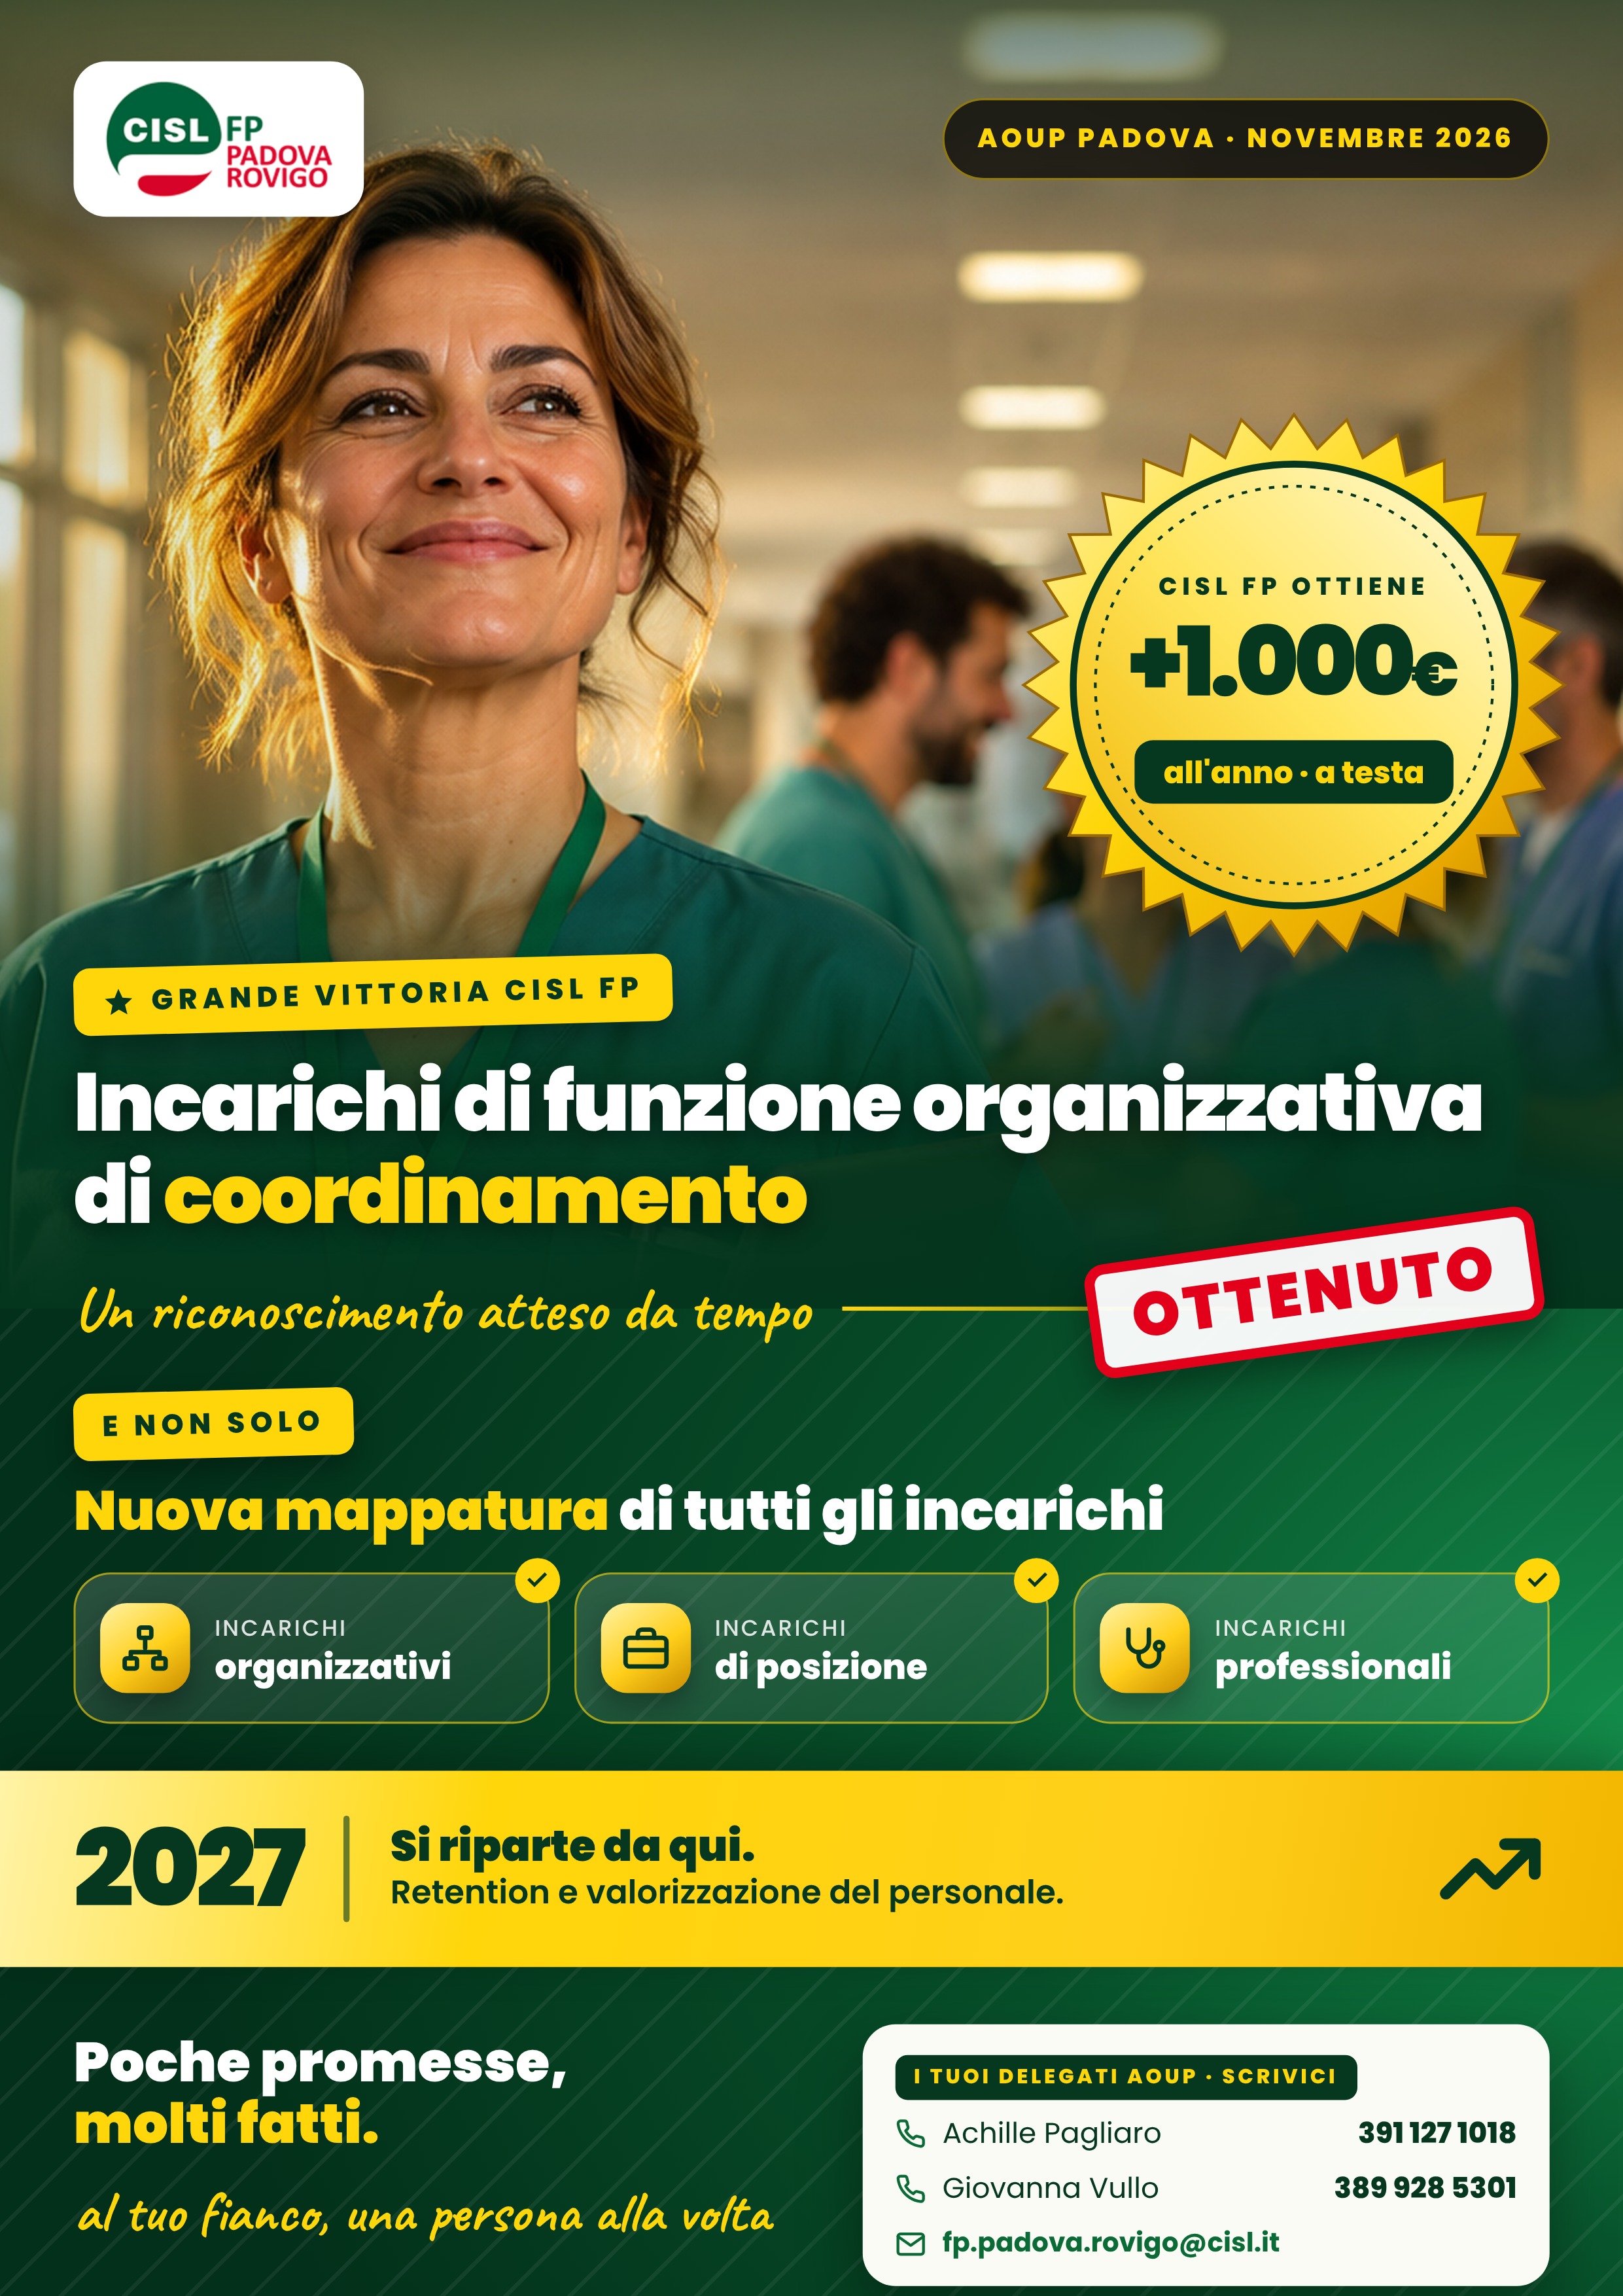 CISL FP
PADOVA
ROVIGO
AOUP PADOVA · NOVEMBRE 2026
CISL FP OTTIENE
+1.000€
all'anno · a testa
GRANDE VITTORIA CISL FP
Incarichi di funzione organizzativa
di coordinamento
Un riconoscimento atteso da tempo
OTTENUTO
E NON SOLO
Nuova mappatura di tutti gli incarichi
INCARICHI
organizzativi
INCARICHI
di posizione
INCARICHI
professionali
2027
Si riparte da qui.
Retention e valorizzazione del personale.
Poche promesse,
molti fatti.
al tuo fianco, una persona alla volta
I TUOI DELEGATI AOUP · SCRIVICI
Achille Pagliaro 391 127 1018
Giovanna Vullo 389 928 5301
fp.padova.rovigo@cisl.it